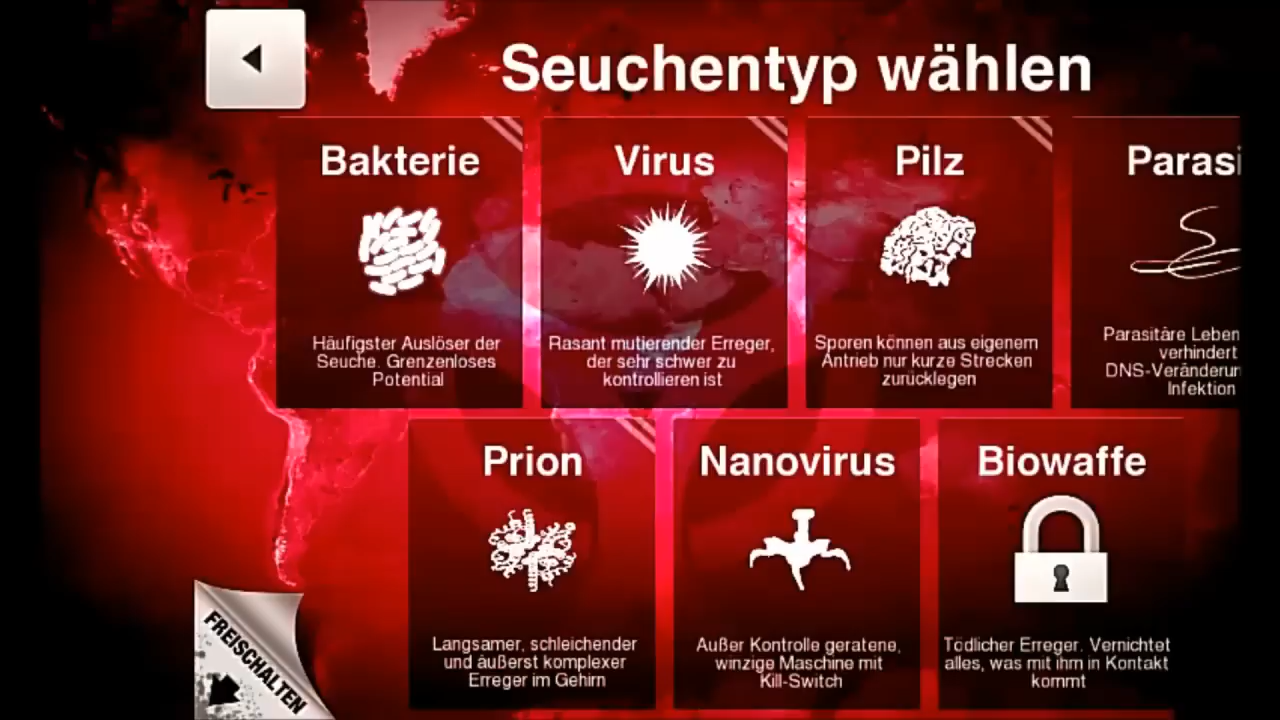 Seuchentyp wählen
Bakterie
Häufigster Auslöser der
Seuche. Grenzenloses
Potential
Virus
Rasant mutierender Erreger,
der sehr schwer zu
kontrollieren ist
Pilz
Sporen können aus eigenem
Antrieb nur kurze Strecken
zurücklegen
Parasi
Parasitäre Leben
verhindert
DNS-Veränderun
Infektion
Prion
Langsamer, schleichender
und äußerst komplexer
Erreger im Gehirn
Nanovirus
Außer Kontrolle geratene,
winzige Maschine mit
Kill-Switch
Biowaffe
Tödlicher Erreger. Vernichtet
alles, was mit ihm in Kontakt
kommt
FREISCHALTEN